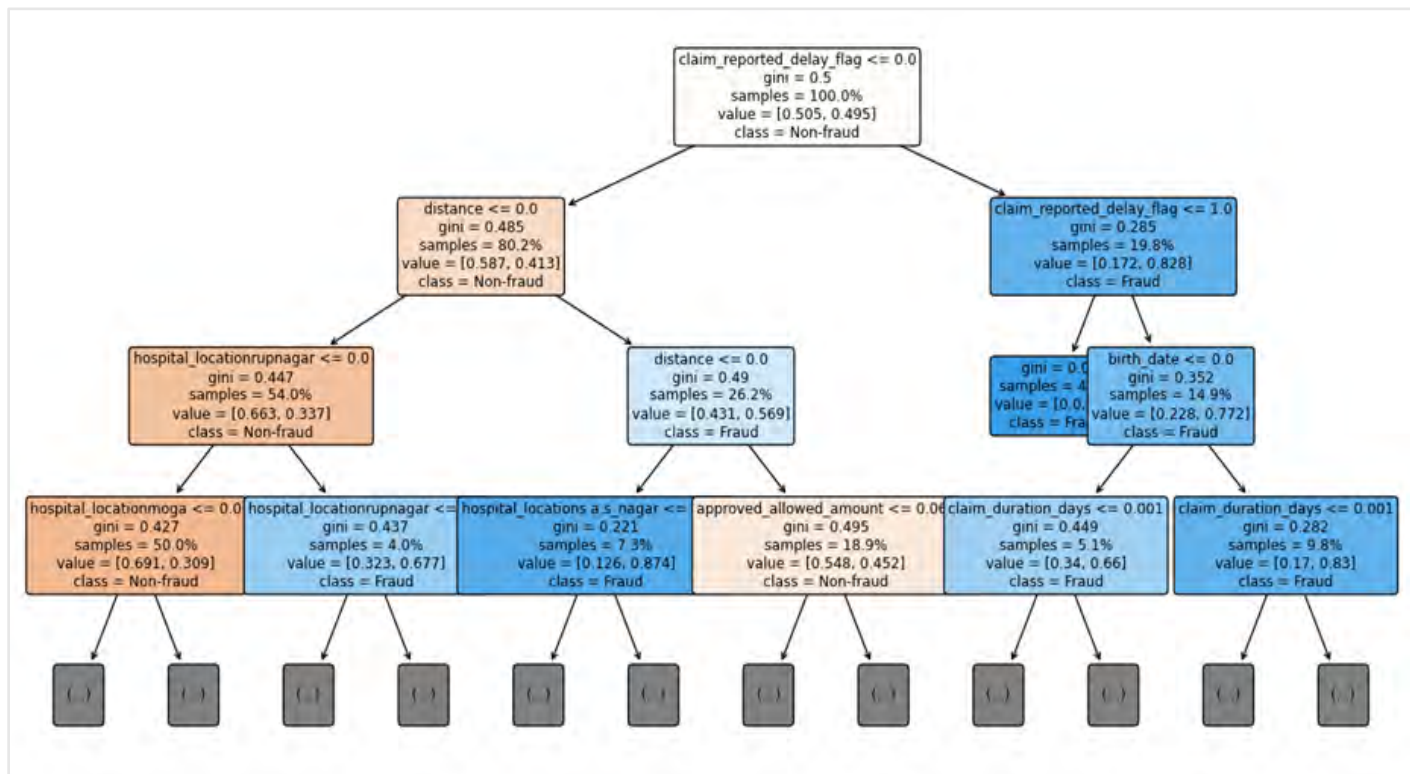 claim_reported_delay_flag <= 0.0
gini = 0.5
samples = 100.0%
value = [0.505, 0.495]
class = Non-fraud
distance <= 0.0
gini = 0.485
samples = 80.2%
value = [0.587, 0.413]
class = Non-fraud
claim_reported_delay_flag <= 1.0
gini = 0.285
samples = 19.8%
value = [0.172, 0.828]
class = Fraud
hospital_locationrupnagar <= 0.0
gini = 0.447
samples = 54.0%
value = [0.663, 0.337]
class = Non-fraud
distance <= 0.0
gini = 0.49
samples = 26.2%
value = [0.431, 0.569]
class = Fraud
gini = 0.0
samples = 4
value = [0.0,
class = Fra
birth_date <= 0.0
gini = 0.352
samples = 14.9%
value = [0.228, 0.772]
class = Fraud
hospital_locationmoga <= 0.0
gini = 0.427
samples = 50.0%
value = [0.691, 0.309]
class = Non-fraud
hospital_locationrupnagar <=
gini = 0.437
samples = 4.0%
value = [0.323, 0.677]
class = Fraud
hospital_locations a.s_nagar <=
gini = 0.221
samples = 7.3%
value = [0.126, 0.874]
class = Fraud
approved_allowed_amount <= 0.06
gini = 0.495
samples = 18.9%
value = [0.548, 0.452]
class = Non-fraud
claim_duration_days <= 0.001
gini = 0.449
samples = 5.1%
value = [0.34, 0.66]
class = Fraud
claim_duration_days <= 0.001
gini = 0.282
samples = 9.8%
value = [0.17, 0.83]
class = Fraud
(...) (...) (...) (...) (...) (...) (...) (...) (...) (...) (...) (...)